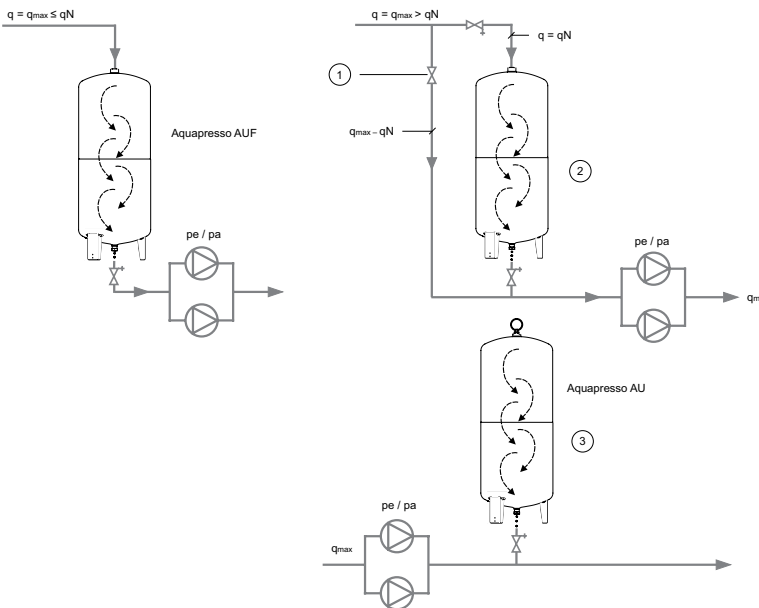 q = qmax ≤ qN
Aquapresso AUF
pe / pa
q = qmax > qN
q = qN
1
qmax – qN
2
pe / pa
qm
Aquapresso AU
3
pe / pa
qmax